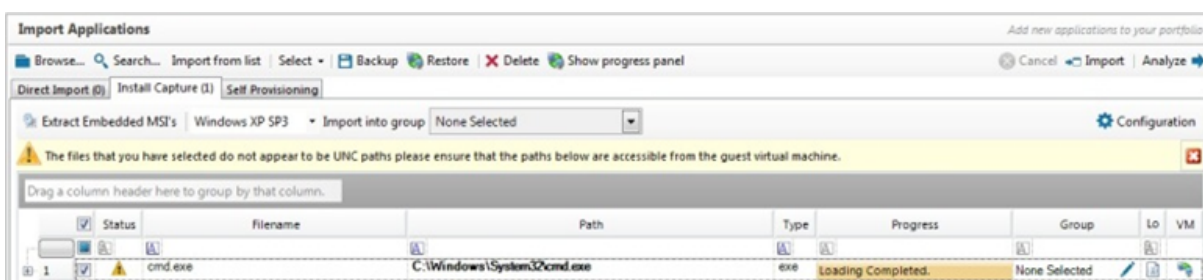 Import Applications Add new applications to your portfolio
Browse... Search... Import from list Select Backup Restore Delete Show progress panel Cancel Import Analyze
Direct Import (0) Install Capture (1) Self Provisioning
Extract Embedded MSI's Windows XP SP3 Import into group None Selected Configuration
The files that you have selected do not appear to be UNC paths please ensure that the paths below are accessible from the guest virtual machine.
Drag a column header here to group by that column.
Status Filename Path Type Progress Group Lo VM
1 cmd.exe C:\Windows\System32\cmd.exe exe Loading Completed. None Selected